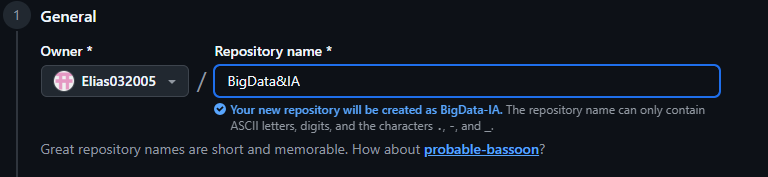 1 General
Owner * Repository name *
Elias032005 / BigData&IA
Your new repository will be created as BigData-IA. The repository name can only contain
ASCII letters, digits, and the characters ., -, and _.
Great repository names are short and memorable. How about probable-bassoon?